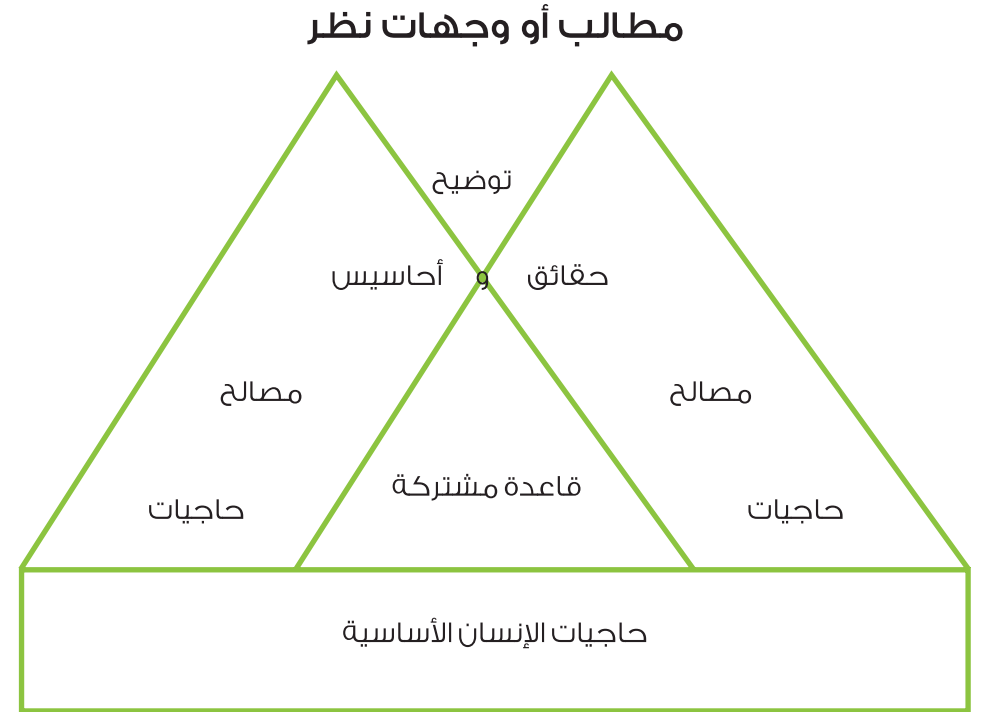 مطالب أو وجهات نظر
توضيح
حقائق و أحاسيس
مصالح مصالح
قاعدة مشتركة
حاجيات حاجيات
حاجيات الإنسان الأساسية